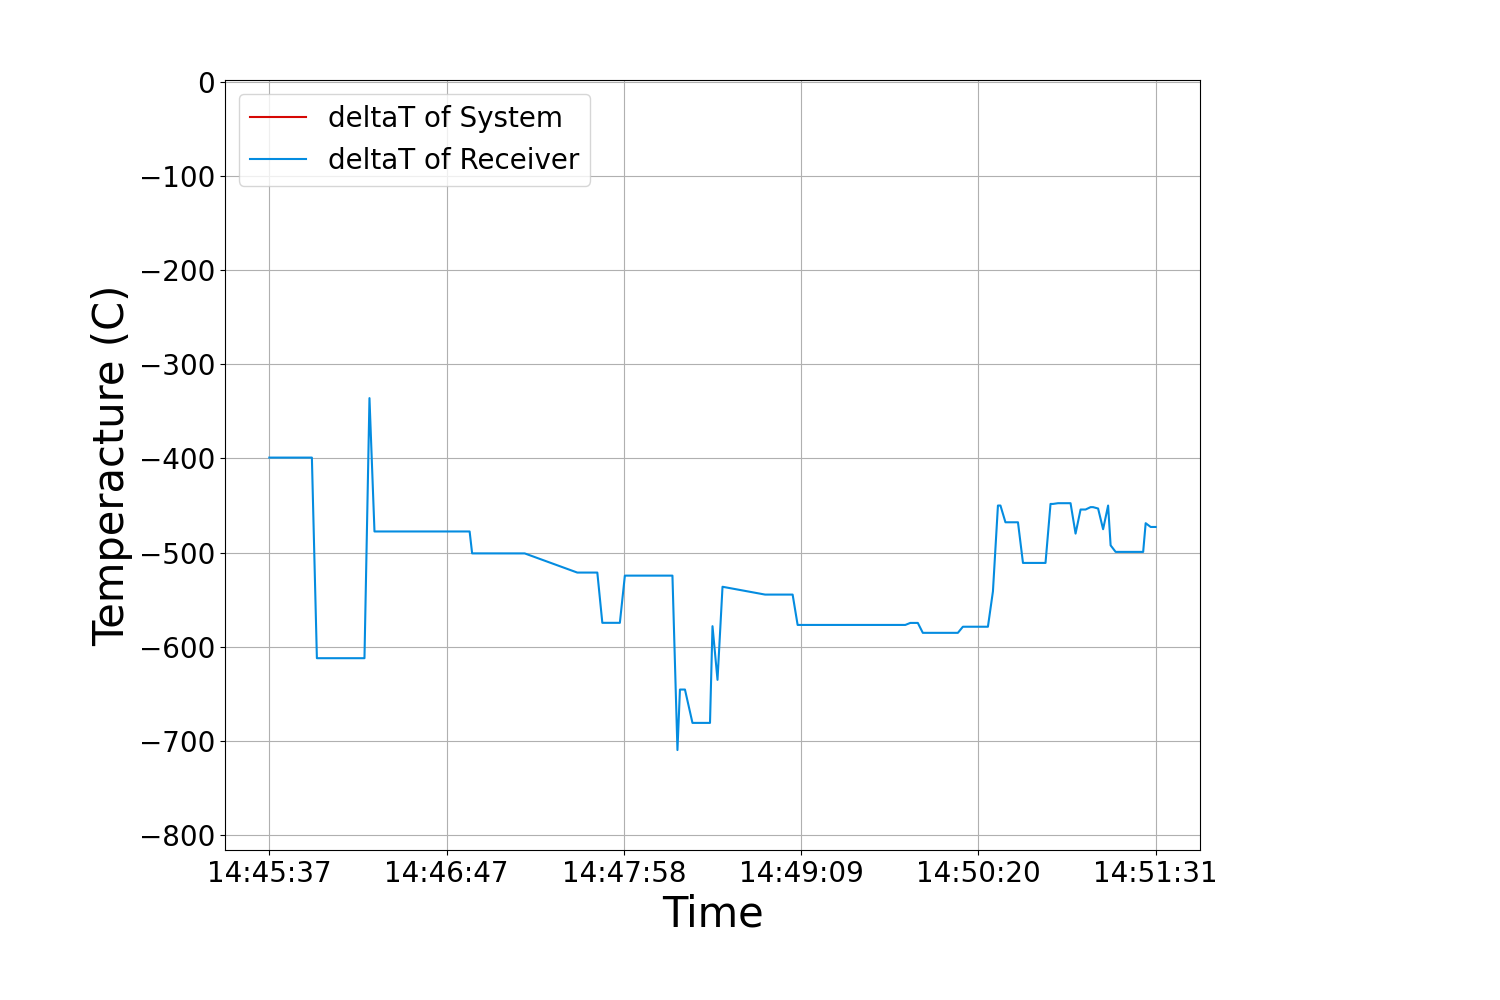 deltaT of System
deltaT of Receiver
0
−100
−200
−300
−400
−500
−600
−700
−800
Temperacture (C)
14:45:37 14:46:47 14:47:58 14:49:09 14:50:20 14:51:31
Time